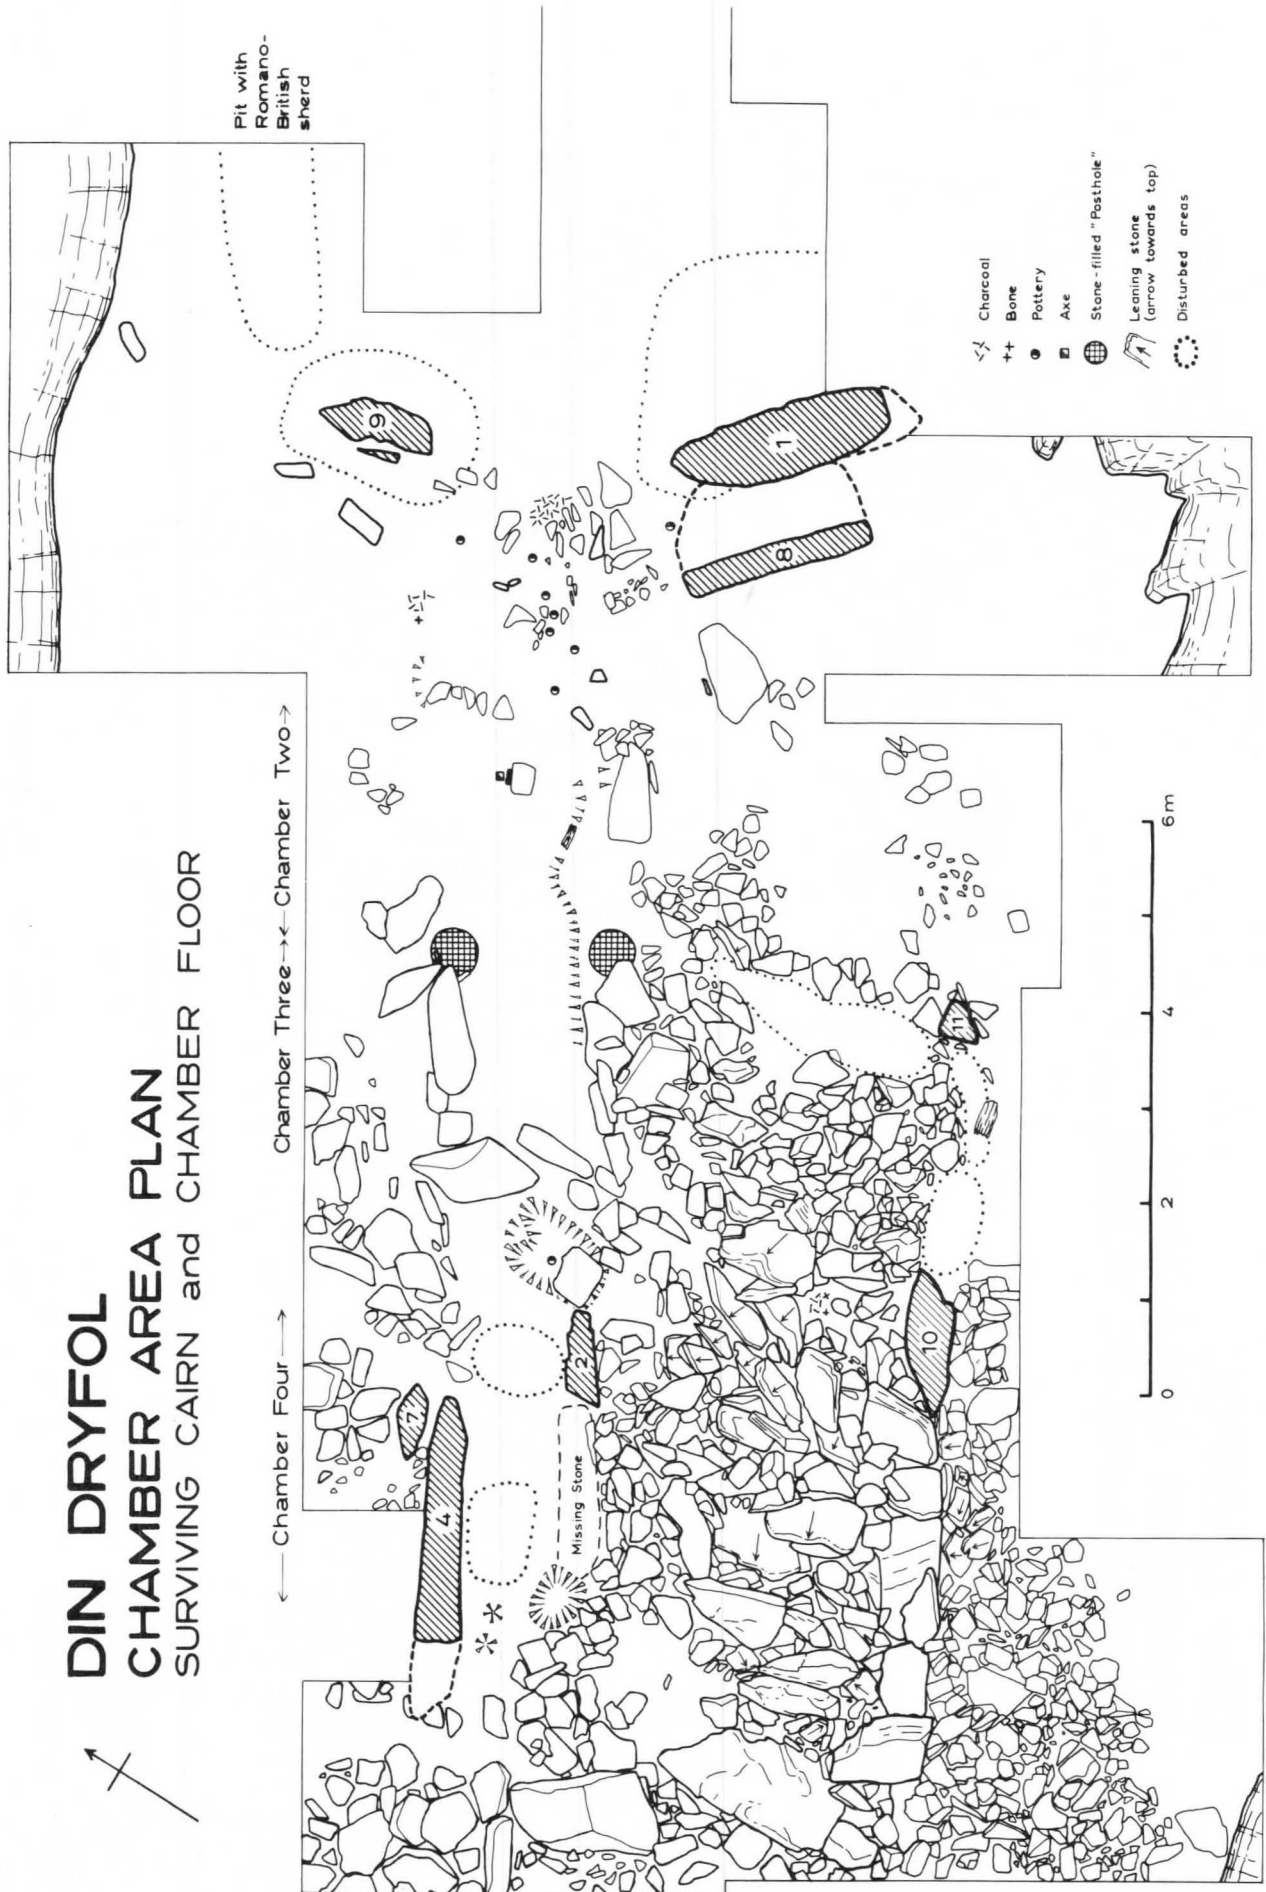 DIN DRYFOL
CHAMBER AREA PLAN
SURVIVING CAIRN and CHAMBER FLOOR
← Chamber Four →
Chamber Three →← Chamber Two →
Pit with
Romano-
British
sherd
7
4
2
Missing Stone
9
1
8
10
11
0 2 4 6m
Charcoal
Bone
Pottery
Axe
Stone-filled "Posthole"
Leaning stone
(arrow towards top)
Disturbed areas